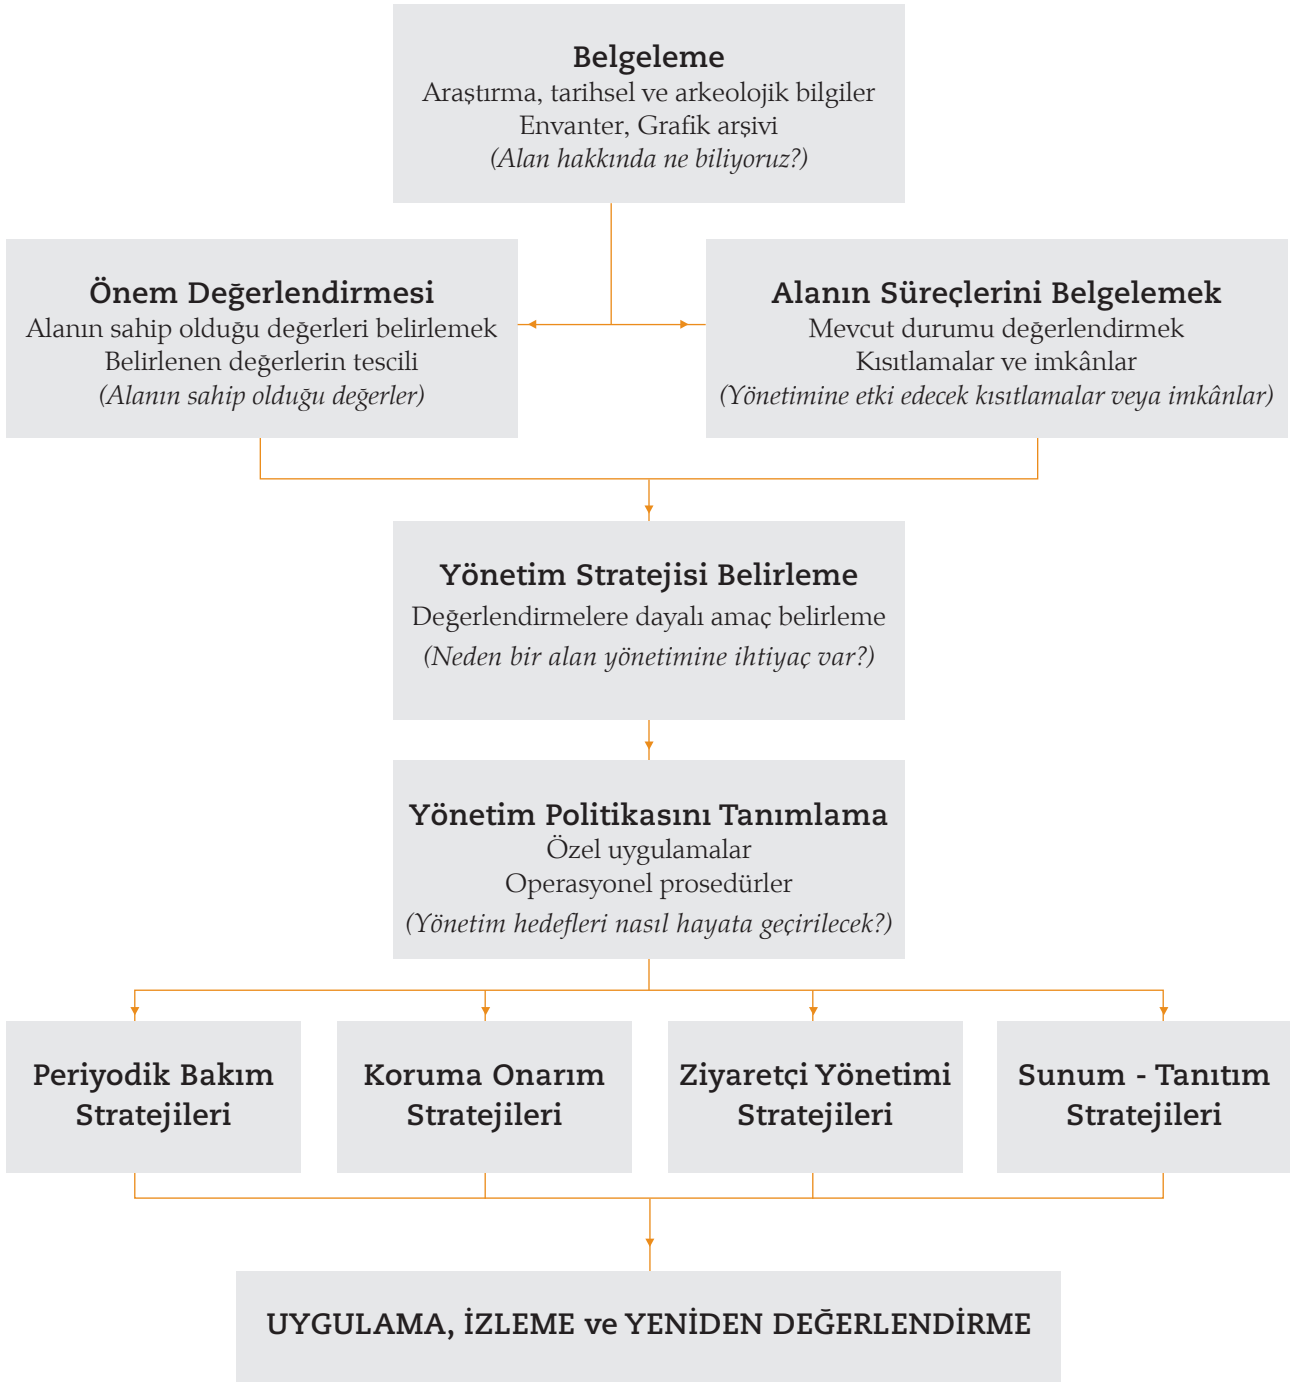 Belgeleme
Araştırma, tarihsel ve arkeolojik bilgiler
Envanter, Grafik arşivi
(Alan hakkında ne biliyoruz?)
Önem Değerlendirmesi
Alanın sahip olduğu değerleri belirlemek
Belirlenen değerlerin tescili
(Alanın sahip olduğu değerler)
Alanın Süreçlerini Belgelemek
Mevcut durumu değerlendirmek
Kısıtlamalar ve imkânlar
(Yönetimine etki edecek kısıtlamalar veya imkânlar)
Yönetim Stratejisi Belirleme
Değerlendirmelere dayalı amaç belirleme
(Neden bir alan yönetimine ihtiyaç var?)
Yönetim Politikasını Tanımlama
Özel uygulamalar
Operasyonel prosedürler
(Yönetim hedefleri nasıl hayata geçirilecek?)
Periyodik Bakım
Stratejileri
Koruma Onarım
Stratejileri
Ziyaretçi Yönetimi
Stratejileri
Sunum - Tanıtım
Stratejileri
UYGULAMA, İZLEME ve YENİDEN DEĞERLENDİRME